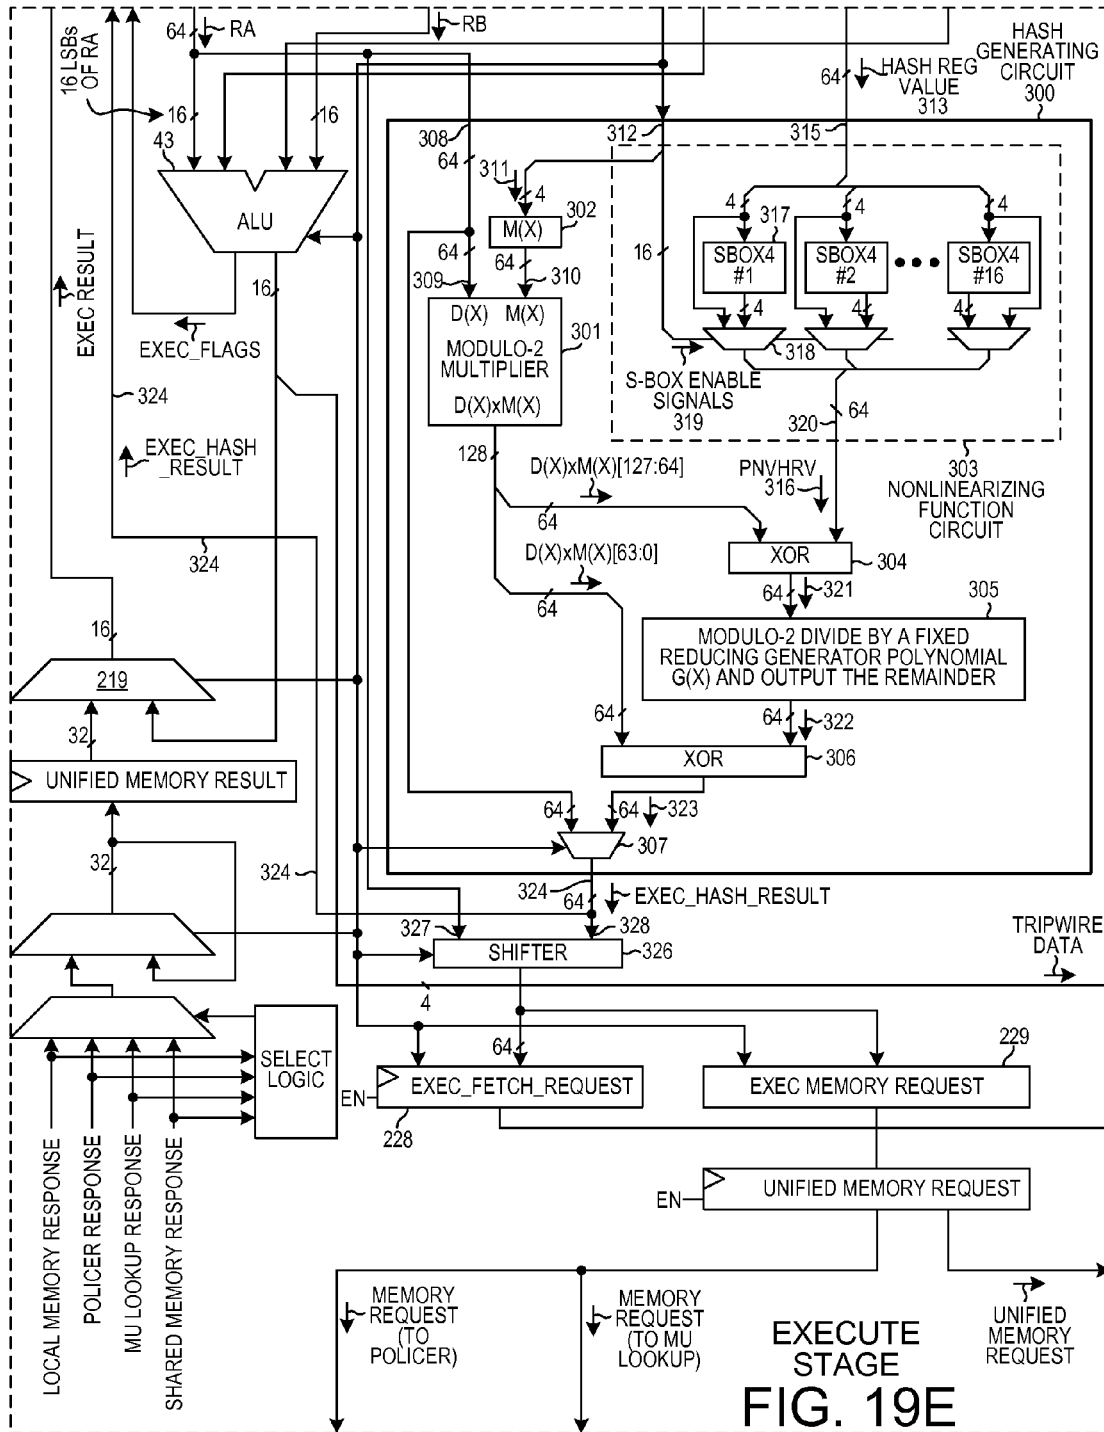 64
RA
RB
16 LSBs
OF RA
16
16
43
ALU
16
EXEC RESULT
EXEC_FLAGS
324
EXEC_HASH
_RESULT
324
16
219
32
UNIFIED MEMORY RESULT
32
324
SELECT
LOGIC
LOCAL MEMORY RESPONSE
POLICER RESPONSE
MU LOOKUP RESPONSE
SHARED MEMORY RESPONSE
HASH
GENERATING
CIRCUIT
300
64
HASH REG
VALUE
313
308
312
315
64
311
4
302
M(X)
64
64
309
310
16
4
317
4
4
SBOX4
#1
SBOX4
#2
SBOX4
#16
4
4
4
D(X) M(X)
301
MODULO-2
MULTIPLIER
D(X)xM(X)
318
S-BOX ENABLE
SIGNALS
319
320
64
128
D(X)xM(X)[127:64]
64
PNVHRV
316
303
NONLINEARIZING
FUNCTION
CIRCUIT
XOR
304
D(X)xM(X)[63:0]
64
64
321
305
MODULO-2 DIVIDE BY A FIXED
REDUCING GENERATOR POLYNOMIAL
G(X) AND OUTPUT THE REMAINDER
64
64
322
XOR
306
64
64
323
307
324
64
EXEC_HASH_RESULT
327
328
SHIFTER
326
TRIPWIRE
DATA
4
64
229
EN
EXEC_FETCH_REQUEST
EXEC MEMORY REQUEST
228
EN
UNIFIED MEMORY REQUEST
MEMORY
REQUEST
(TO
POLICER)
MEMORY
REQUEST
(TO MU
LOOKUP)
UNIFIED
MEMORY
REQUEST
EXECUTE
STAGE
FIG. 19E